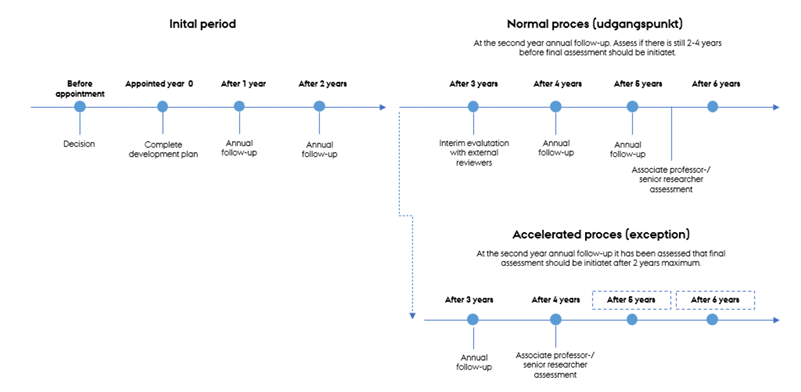 Inital period
Before
appointment
Appointed year 0
After 1 year
After 2 years
Decision
Complete
development plan
Annual
follow-up
Annual
follow-up
Normal proces (udgangspunkt)
At the second year annual follow-up. Assess if there is still 2-4 years
before final assessment should be initiatet.
After 3 years
After 4 years
After 5 years
After 6 years
Interim evalutation
with external
reviewers
Annual
follow-up
Annual
follow-up
Associate professor-/
senior researcher
assessment
Accelerated proces (exception)
At the second year annual follow-up it has been assessed that final
assessment should be initiatet after 2 years maximum.
After 3 years
After 4 years
After 5 years
After 6 years
Annual
follow-up
Associate professor-/
senior researcher
assessment